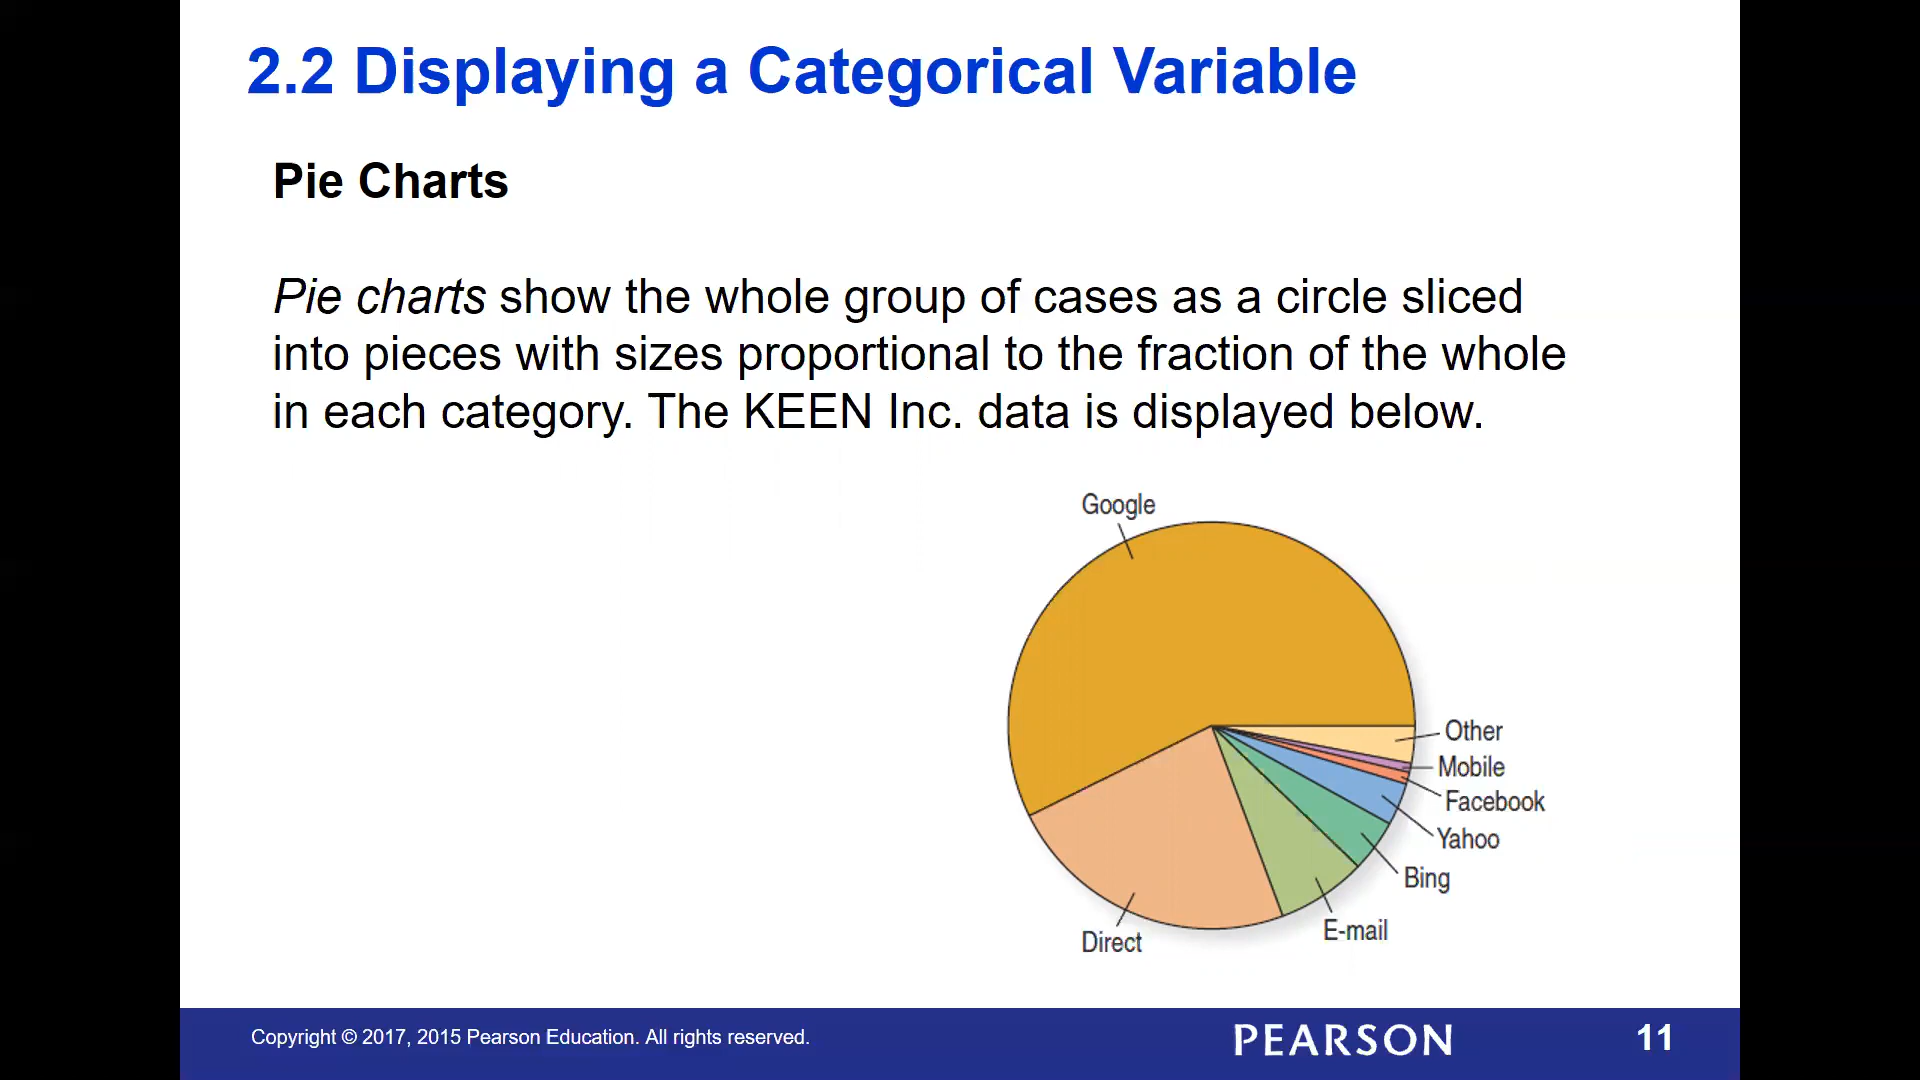 2.2 Displaying a Categorical Variable
Pie Charts
Pie charts show the whole group of cases as a circle sliced
into pieces with sizes proportional to the fraction of the whole
in each category. The KEEN Inc. data is displayed below.
Google
Other
Mobile
Facebook
Yahoo
Bing
E-mail
Direct
Copyright © 2017, 2015 Pearson Education. All rights reserved.
PEARSON
11